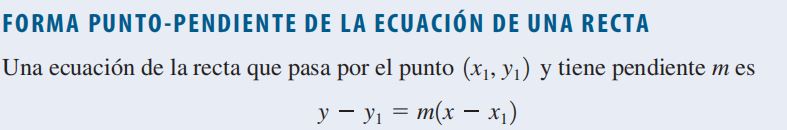 FORMA PUNTO-PENDIENTE DE LA ECUACIÓN DE UNA RECTA
Una ecuación de la recta que pasa por el punto (x₁, y₁) y tiene pendiente m es
y − y₁ = m(x − x₁)